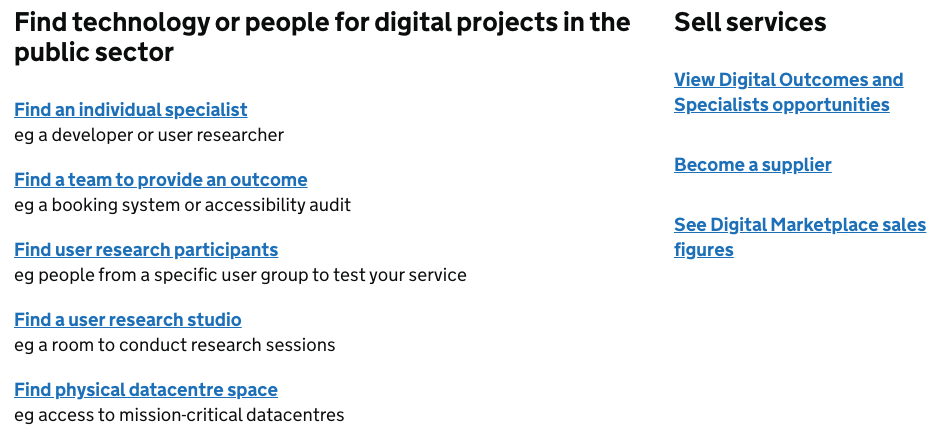 Find technology or people for digital projects in the
public sector
Find an individual specialist
eg a developer or user researcher
Find a team to provide an outcome
eg a booking system or accessibility audit
Find user research participants
eg people from a specific user group to test your service
Find a user research studio
eg a room to conduct research sessions
Find physical datacentre space
eg access to mission-critical datacentres
Sell services
View Digital Outcomes and
Specialists opportunities
Become a supplier
See Digital Marketplace sales
figures